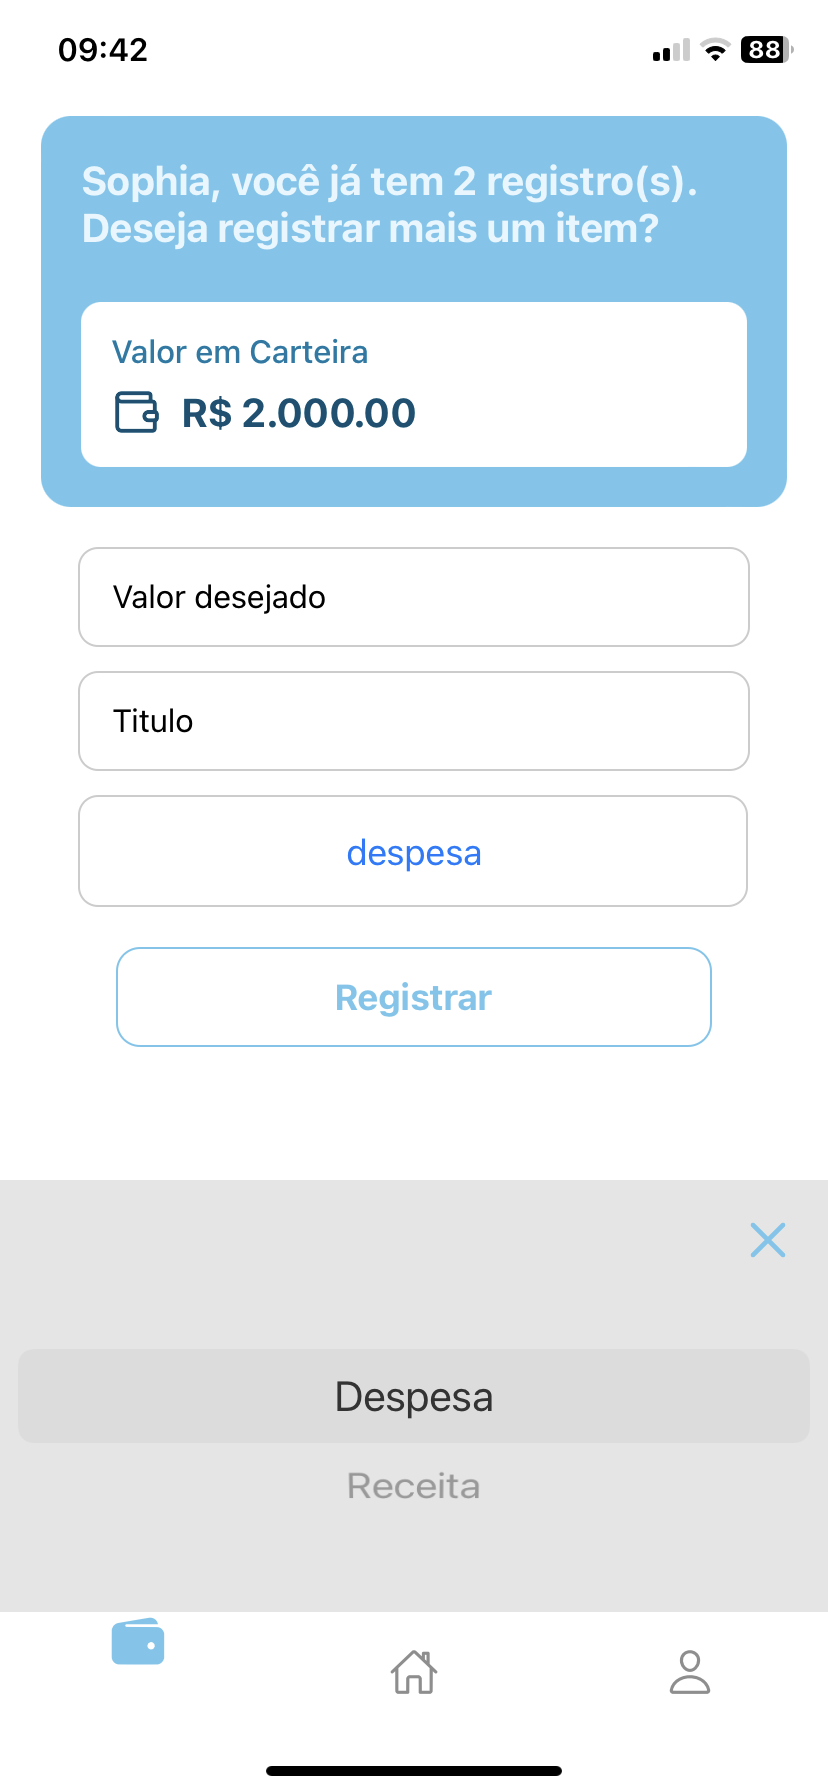 09:42
88
Sophia, você já tem 2 registro(s).
Deseja registrar mais um item?
Valor em Carteira
R$ 2.000.00
Valor desejado
Titulo
despesa
Registrar
Despesa
Receita